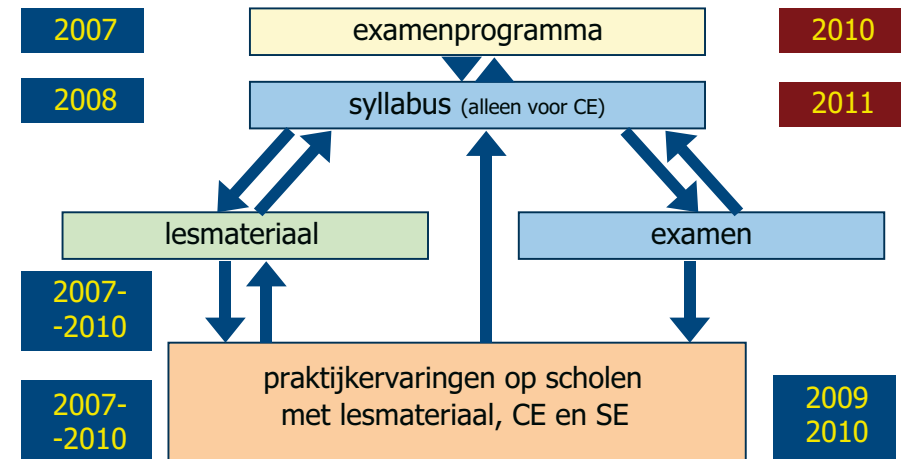 2007
examenprogramma
2010
2008
syllabus (alleen voor CE)
2011
lesmateriaal
examen
2007-
-2010
praktijkervaringen op scholen
met lesmateriaal, CE en SE
2007-
-2010
2009
2010